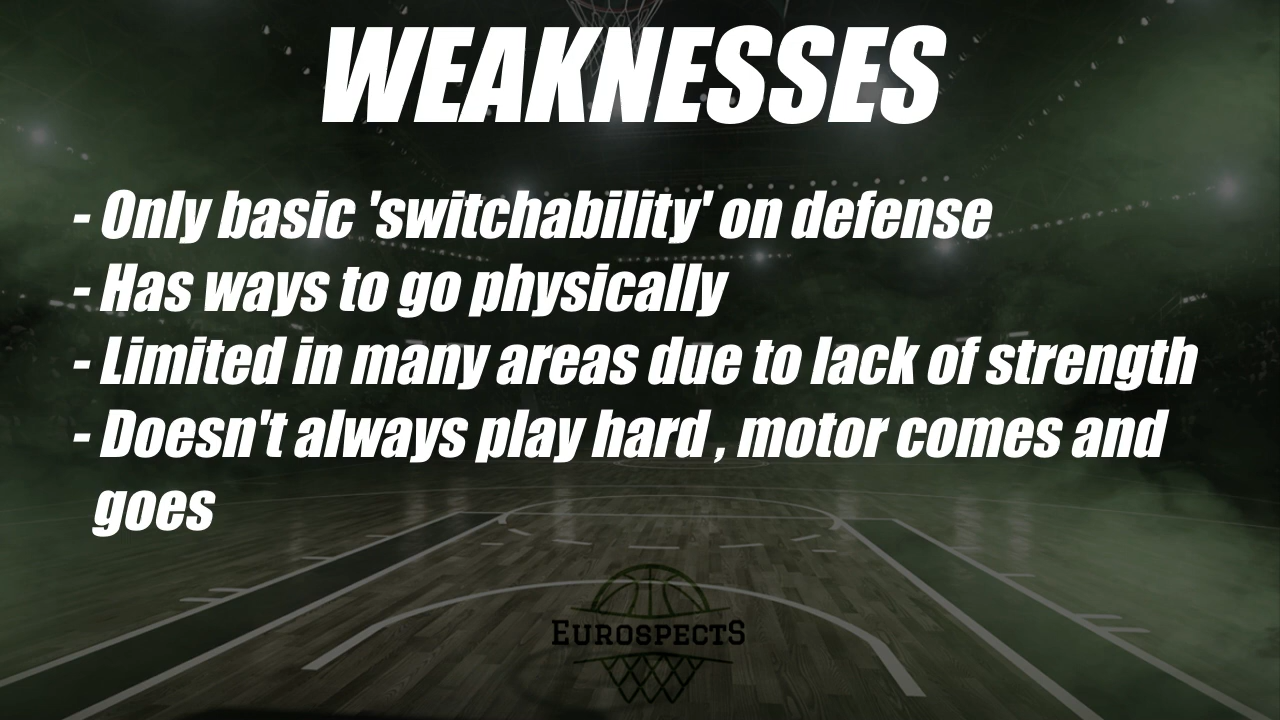 WEAKNESSES
- Only basic 'switchability' on defense
- Has ways to go physically
- Limited in many areas due to lack of strength
- Doesn't always play hard , motor comes and
goes
EUROSPECTS